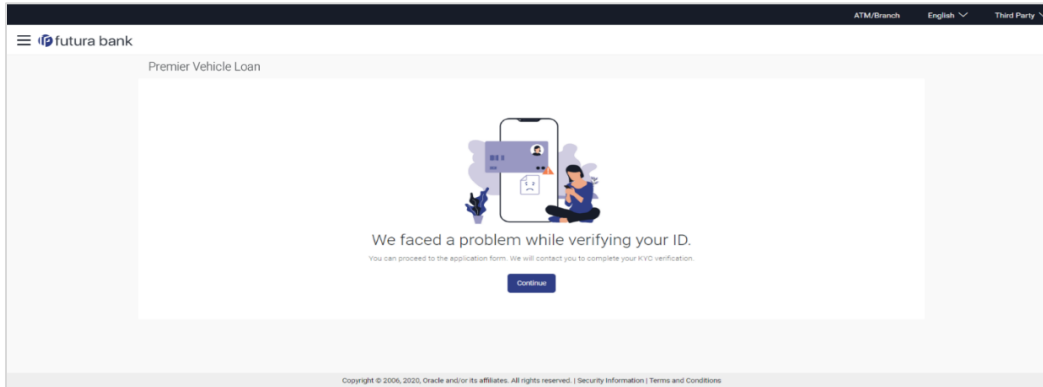 ATM/Branch English Third Party
futura bank
Premier Vehicle Loan
We faced a problem while verifying your ID.
You can proceed to the application form. We will contact you to complete your KYC verification.
Continue
Copyright © 2006, 2020, Oracle and/or its affiliates. All rights reserved. | Security Information | Terms and Conditions